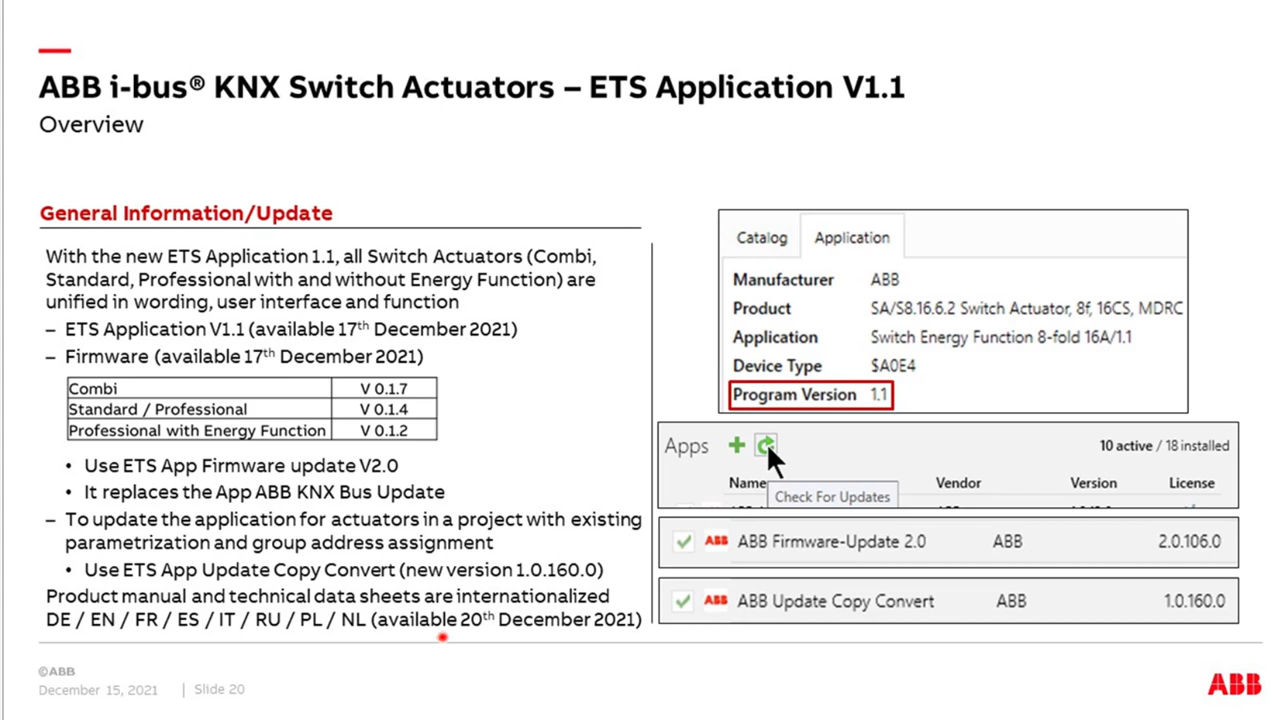 ABB i-bus® KNX Switch Actuators – ETS Application V1.1
Overview
General Information/Update
With the new ETS Application 1.1, all Switch Actuators (Combi,
Standard, Professional with and without Energy Function) are
unified in wording, user interface and function
– ETS Application V1.1 (available 17th December 2021)
– Firmware (available 17th December 2021)
Combi V 0.1.7
Standard / Professional V 0.1.4
Professional with Energy Function V 0.1.2
• Use ETS App Firmware update V2.0
• It replaces the App ABB KNX Bus Update
– To update the application for actuators in a project with existing
parametrization and group address assignment
• Use ETS App Update Copy Convert (new version 1.0.160.0)
Product manual and technical data sheets are internationalized
DE / EN / FR / ES / IT / RU / PL / NL (available 20th December 2021)
Catalog Application
Manufacturer ABB
Product SA/S8.16.6.2 Switch Actuator, 8f, 16CS, MDRC
Application Switch Energy Function 8-fold 16A/1.1
Device Type $A0E4
Program Version 1.1
Apps 10 active / 18 installed
Name Vendor Version License
Check For Updates
ABB ABB Firmware-Update 2.0 ABB 2.0.106.0
ABB ABB Update Copy Convert ABB 1.0.160.0
©ABB
December 15, 2021 | Slide 20
ABB